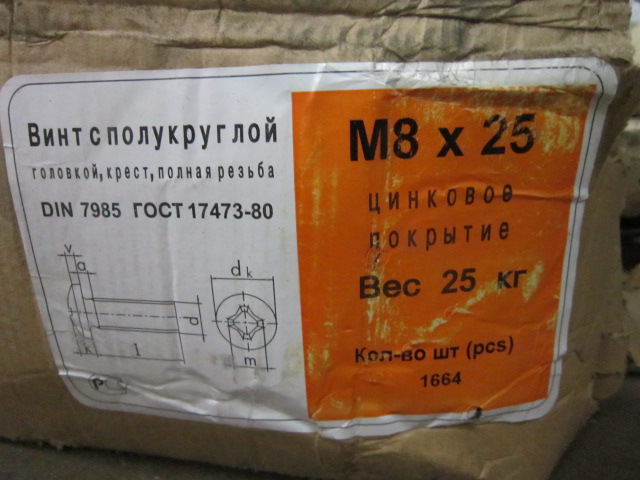 Винт с полукруглой
головкой, крест, полная резьба
DIN 7985 ГОСТ 17473-80
v
a
d k
d
k
l
m
М8 х 25
цинковое
покрытие
Вес 25 кг
Кол-во шт (pcs)
1664